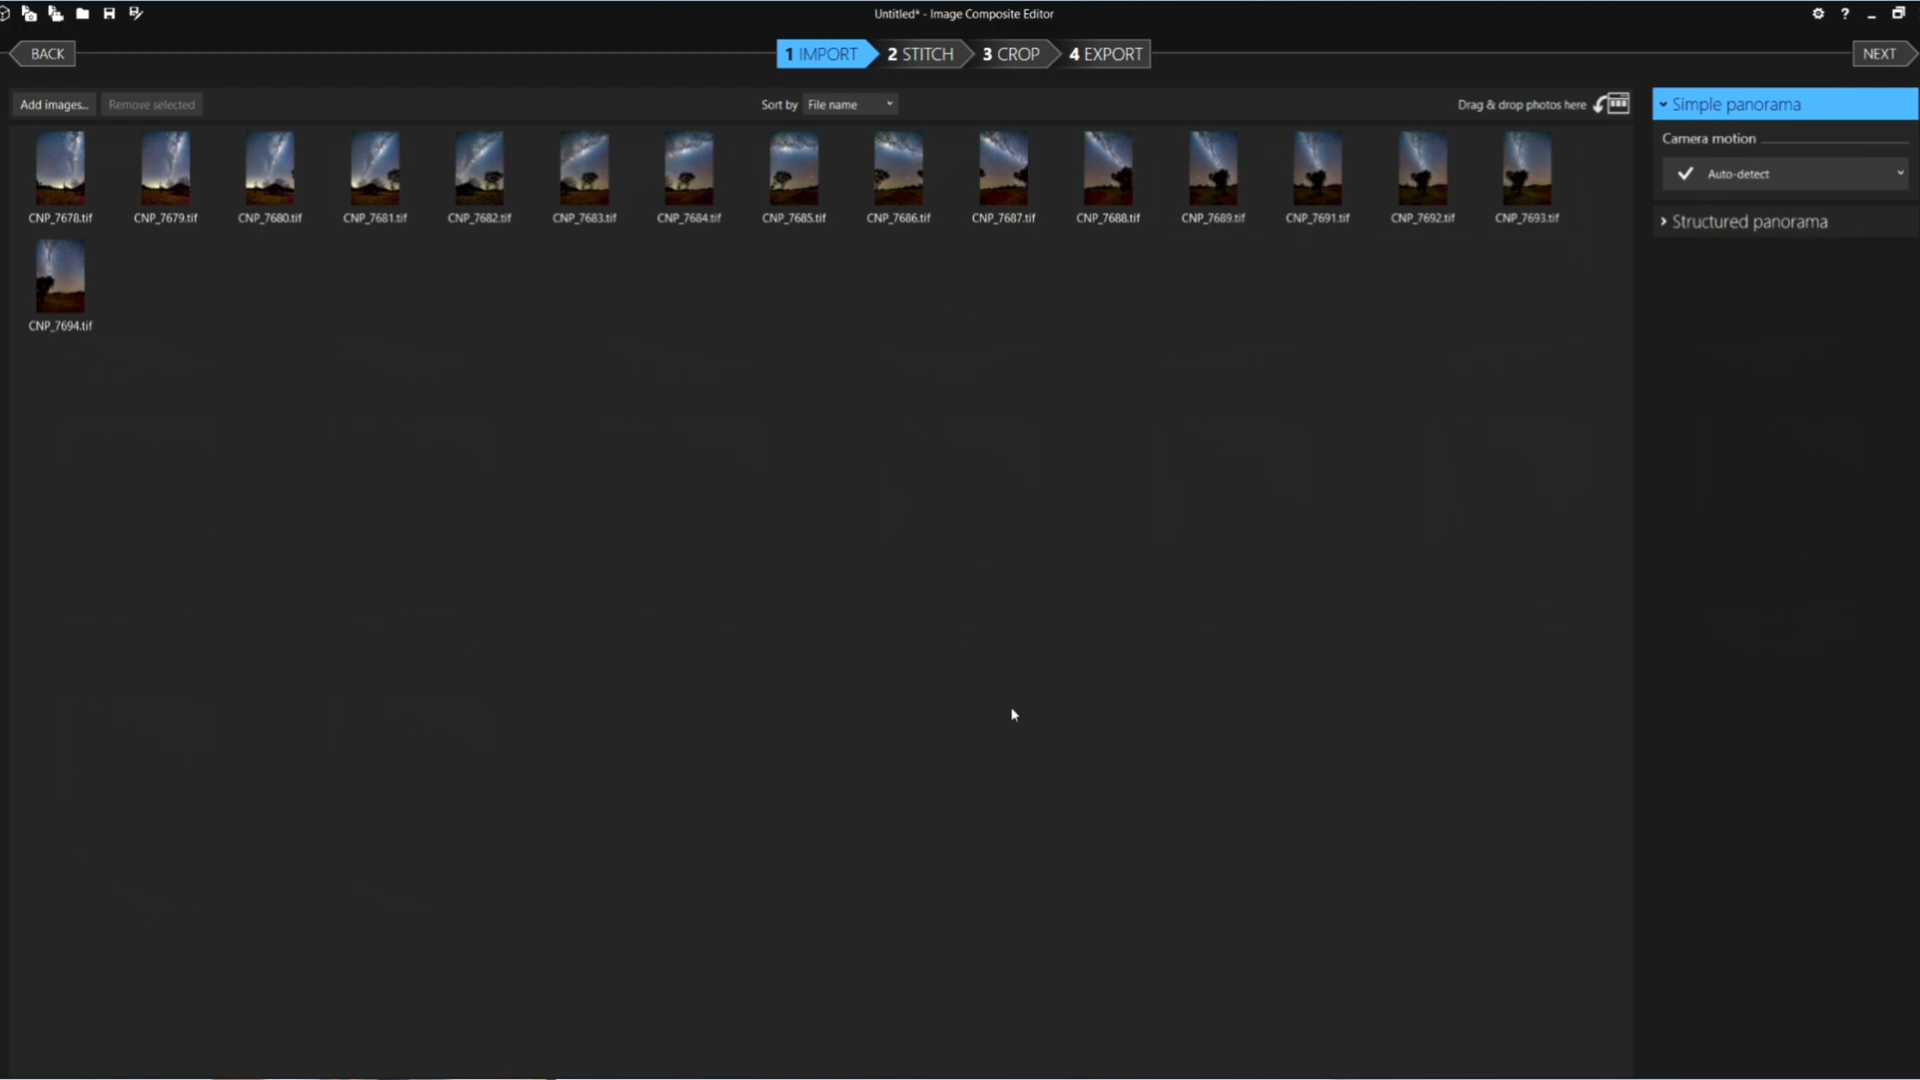 Untitled* - Image Composite Editor
?
BACK
1 IMPORT
2 STITCH
3 CROP
4 EXPORT
NEXT
Add images...
Remove selected
Sort by
File name
Drag & drop photos here
Simple panorama
Camera motion
Auto-detect
Structured panorama
CNP_7678.tif
CNP_7679.tif
CNP_7680.tif
CNP_7681.tif
CNP_7682.tif
CNP_7683.tif
CNP_7684.tif
CNP_7685.tif
CNP_7686.tif
CNP_7687.tif
CNP_7688.tif
CNP_7689.tif
CNP_7691.tif
CNP_7692.tif
CNP_7693.tif
CNP_7694.tif